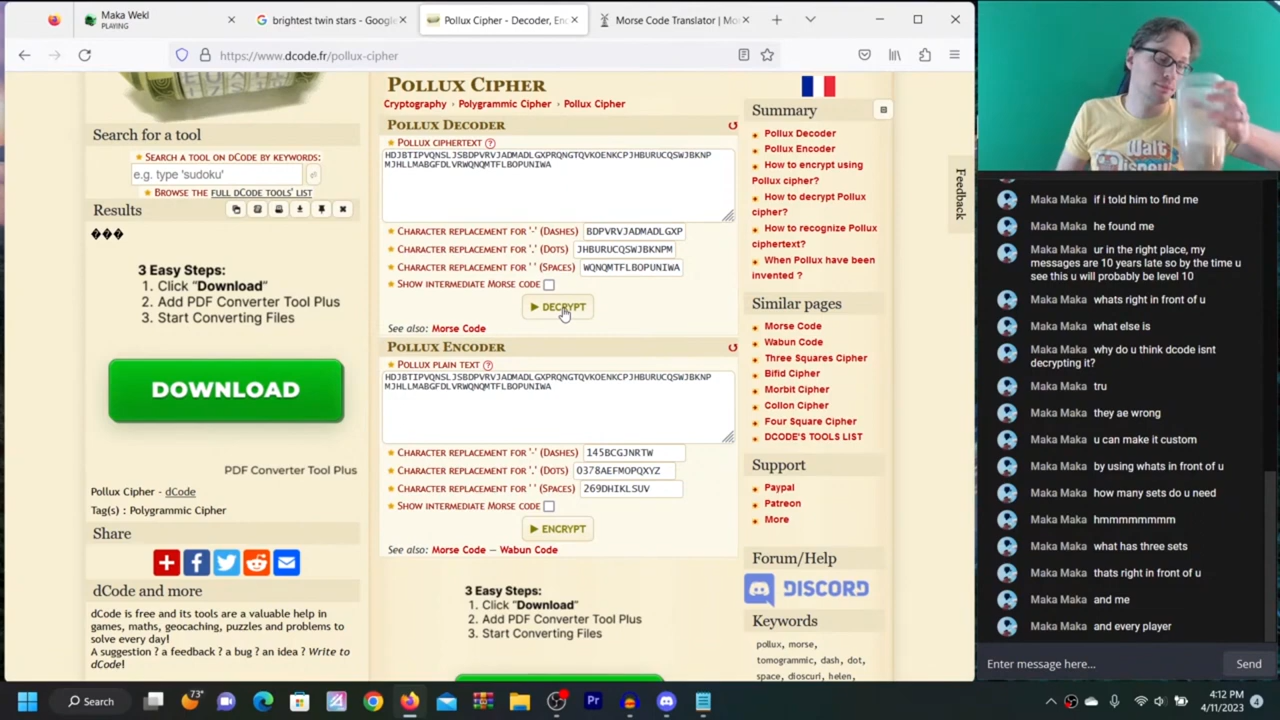 Maka Wekl
PLAYING
brightest twin stars - Google
Pollux Cipher - Decoder, Enc
Morse Code Translator | Mo
https://www.dcode.fr/pollux-cipher
Search for a tool
SEARCH A TOOL ON DCODE BY KEYWORDS:
e.g. type 'sudoku'
BROWSE THE FULL DCODE TOOLS' LIST
Results
���
3 Easy Steps:
1. Click "Download"
2. Add PDF Converter Tool Plus
3. Start Converting Files
DOWNLOAD
PDF Converter Tool Plus
Pollux Cipher - dCode
Tag(s) : Polygrammic Cipher
Share
dCode and more
dCode is free and its tools are a valuable help in
games, maths, geocaching, puzzles and problems to
solve every day!
A suggestion ? a feedback ? a bug ? an idea ? Write to
dCode!
POLLUX CIPHER
Cryptography › Polygrammic Cipher › Pollux Cipher
POLLUX DECODER
POLLUX CIPHERTEXT ?
HDJBTIPVQNSLJSBDPVRVJADMADLGXPRQNGTQVKOENKCPJHBURUCQSWJBKNP
MJHLLMABGFDLVRWQNQMTFLBOPUNIWA
CHARACTER REPLACEMENT FOR '-' (DASHES) BDPVRVJADMADLGXP
CHARACTER REPLACEMENT FOR '.' (DOTS) JHBURUCQSWJBKNPM
CHARACTER REPLACEMENT FOR ' ' (SPACES) WQNQMTFLBOPUNIWA
SHOW INTERMEDIATE MORSE CODE
DECRYPT
See also: Morse Code
POLLUX ENCODER
POLLUX PLAIN TEXT ?
HDJBTIPVQNSLJSBDPVRVJADMADLGXPRQNGTQVKOENKCPJHBURUCQSWJBKNP
MJHLLMABGFDLVRWQNQMTFLBOPUNIWA
CHARACTER REPLACEMENT FOR '-' (DASHES) 145BCGJNRTW
CHARACTER REPLACEMENT FOR '.' (DOTS) 0378AEFMOPQXYZ
CHARACTER REPLACEMENT FOR ' ' (SPACES) 269DHIKLSUV
SHOW INTERMEDIATE MORSE CODE
ENCRYPT
See also: Morse Code — Wabun Code
3 Easy Steps:
1. Click "Download"
2. Add PDF Converter Tool Plus
3. Start Converting Files
Summary
Pollux Decoder
Pollux Encoder
How to encrypt using
Pollux cipher?
How to decrypt Pollux
cipher?
How to recognize Pollux
ciphertext?
When Pollux have been
invented ?
Similar pages
Morse Code
Wabun Code
Three Squares Cipher
Bifid Cipher
Morbit Cipher
Collon Cipher
Four Square Cipher
DCODE'S TOOLS LIST
Support
Paypal
Patreon
More
Forum/Help
DISCORD
Keywords
pollux, morse,
tomogrammic, dash, dot,
space, dioscuri, helen,
Feedback
Walt
Maka Maka if i told him to find me
Maka Maka he found me
Maka Maka ur in the right place, my
messages are 10 years late so by the time u
see this u will probably be level 10
Maka Maka whats right in front of u
Maka Maka what else is
Maka Maka why do u think dcode isnt
decrypting it?
Maka Maka tru
Maka Maka they ae wrong
Maka Maka u can make it custom
Maka Maka by using whats in front of u
Maka Maka how many sets do u need
Maka Maka hmmmmmmmm
Maka Maka what has three sets
Maka Maka thats right in front of u
Maka Maka and me
Maka Maka and every player
Enter message here...
Send
73°
Search
Pr
4:12 PM
4/11/2023
4